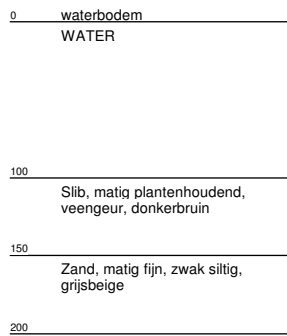 0 waterbodem
WATER
100
Slib, matig plantenhoudend,
veengeur, donkerbruin
150
Zand, matig fijn, zwak siltig,
grijsbeige
200